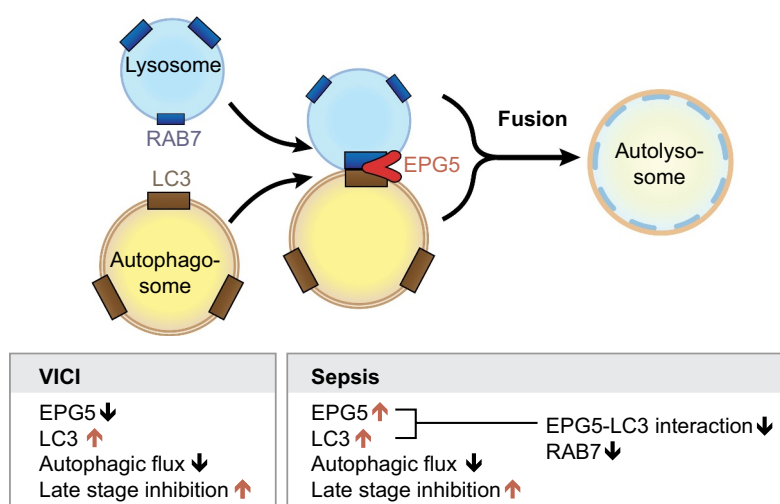 Lysosome
RAB7
LC3
EPG5
Fusion
Autolyso-
some
Autophago-
some
VICI
EPG5 ↓
LC3 ↑
Autophagic flux ↓
Late stage inhibition ↑
Sepsis
EPG5 ↑
LC3 ↑
Autophagic flux ↓
Late stage inhibition ↑
EPG5-LC3 interaction ↓
RAB7 ↓